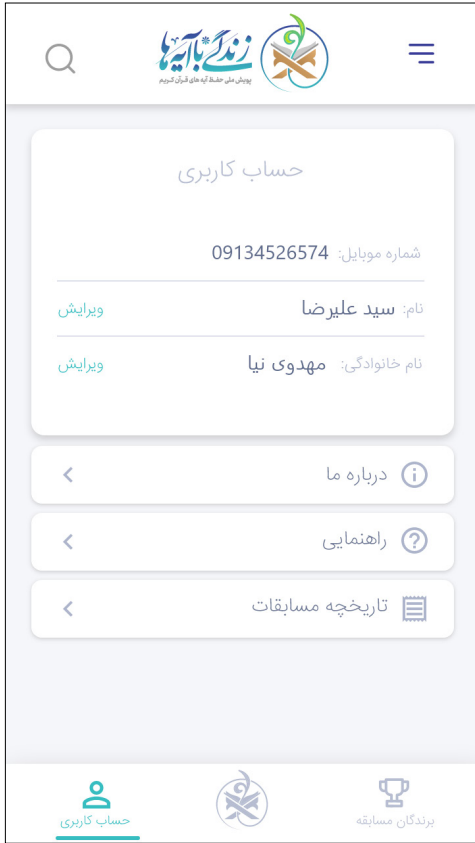 زندگی با آیه‌ها
پویش ملی حفظ آیه های قرآن کریم
حساب کاربری
شماره موبایل: 09134526574
نام: سید علیرضا ویرایش
نام خانوادگی: مهدوی نیا ویرایش
درباره ما
راهنمایی
تاریخچه مسابقات
برندگان مسابقه
حساب کاربری